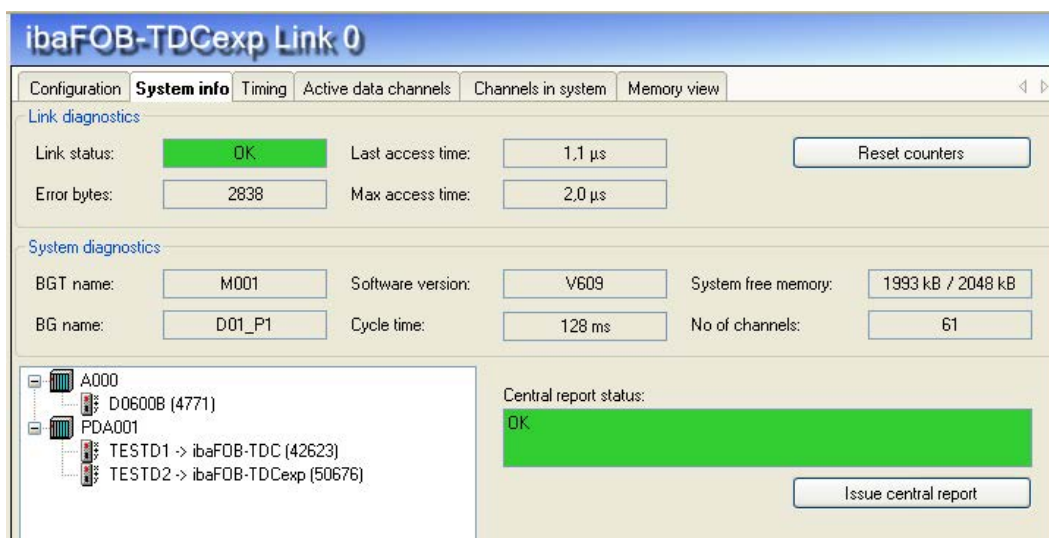 ibaFOB-TDCexp Link 0
Configuration System info Timing Active data channels Channels in system Memory view
Link diagnostics
Link status: OK Last access time: 1,1 µs Reset counters
Error bytes: 2838 Max access time: 2,0 µs
System diagnostics
BGT name: M001 Software version: V609 System free memory: 1993 kB / 2048 kB
BG name: D01_P1 Cycle time: 128 ms No of channels: 61
A000
D0600B (4771)
PDA001
TESTD1 -> ibaFOB-TDC (42623)
TESTD2 -> ibaFOB-TDCexp (50676)
Central report status:
OK
Issue central report